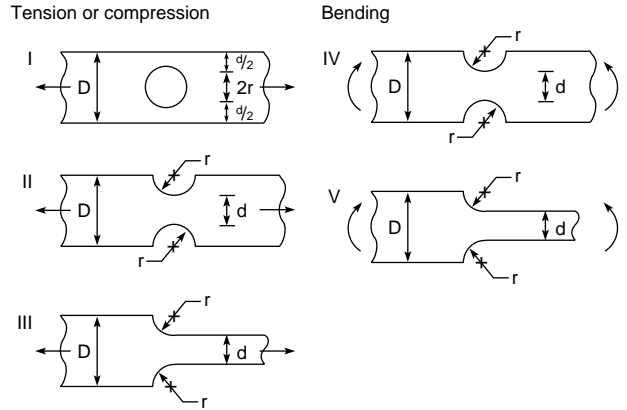 Tension or compression
I
D
d/2
2r
d/2
II
r
D
d
r
III
r
D
d
r
Bending
IV
r
D
d
r
V
r
D
d
r